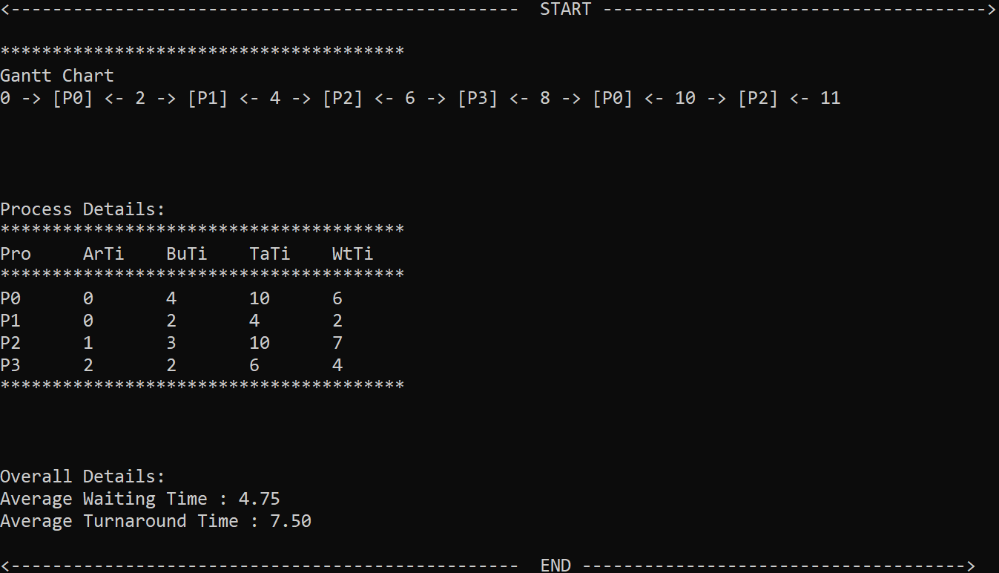 <------------------------------------------------- START ------------------------------------->
***************************************
Gantt Chart
0 -> [P0] <- 2 -> [P1] <- 4 -> [P2] <- 6 -> [P3] <- 8 -> [P0] <- 10 -> [P2] <- 11
Process Details:
***************************************
Pro     ArTi    BuTi    TaTi    WtTi
***************************************
P0      0       4       10      6
P1      0       2       4       2
P2      1       3       10      7
P3      2       2       6       4
***************************************
Overall Details:
Average Waiting Time : 4.75
Average Turnaround Time : 7.50
<-------------------------------------------------  END ------------------------------------->